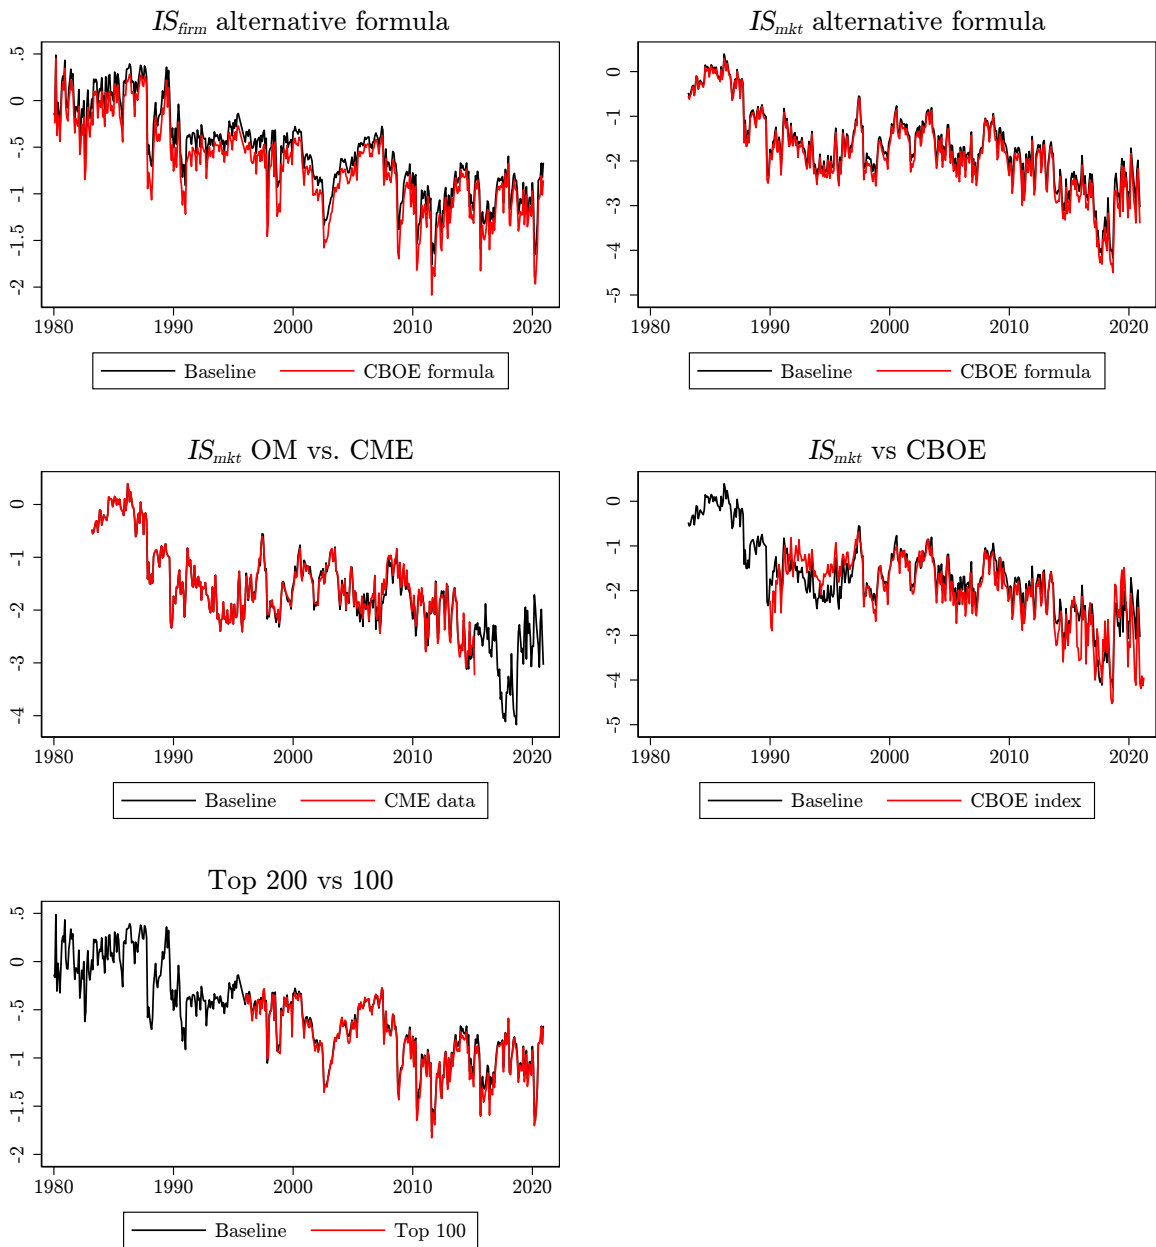 IS_firm alternative formula
.5
0
-.5
-1
-1.5
-2
1980 1990 2000 2010 2020
Baseline CBOE formula
IS_mkt alternative formula
0
-1
-2
-3
-4
-5
1980 1990 2000 2010 2020
Baseline CBOE formula
IS_mkt OM vs. CME
0
-1
-2
-3
-4
1980 1990 2000 2010 2020
Baseline CME data
IS_mkt vs CBOE
0
-1
-2
-3
-4
-5
1980 1990 2000 2010 2020
Baseline CBOE index
Top 200 vs 100
.5
0
-.5
-1
-1.5
-2
1980 1990 2000 2010 2020
Baseline Top 100